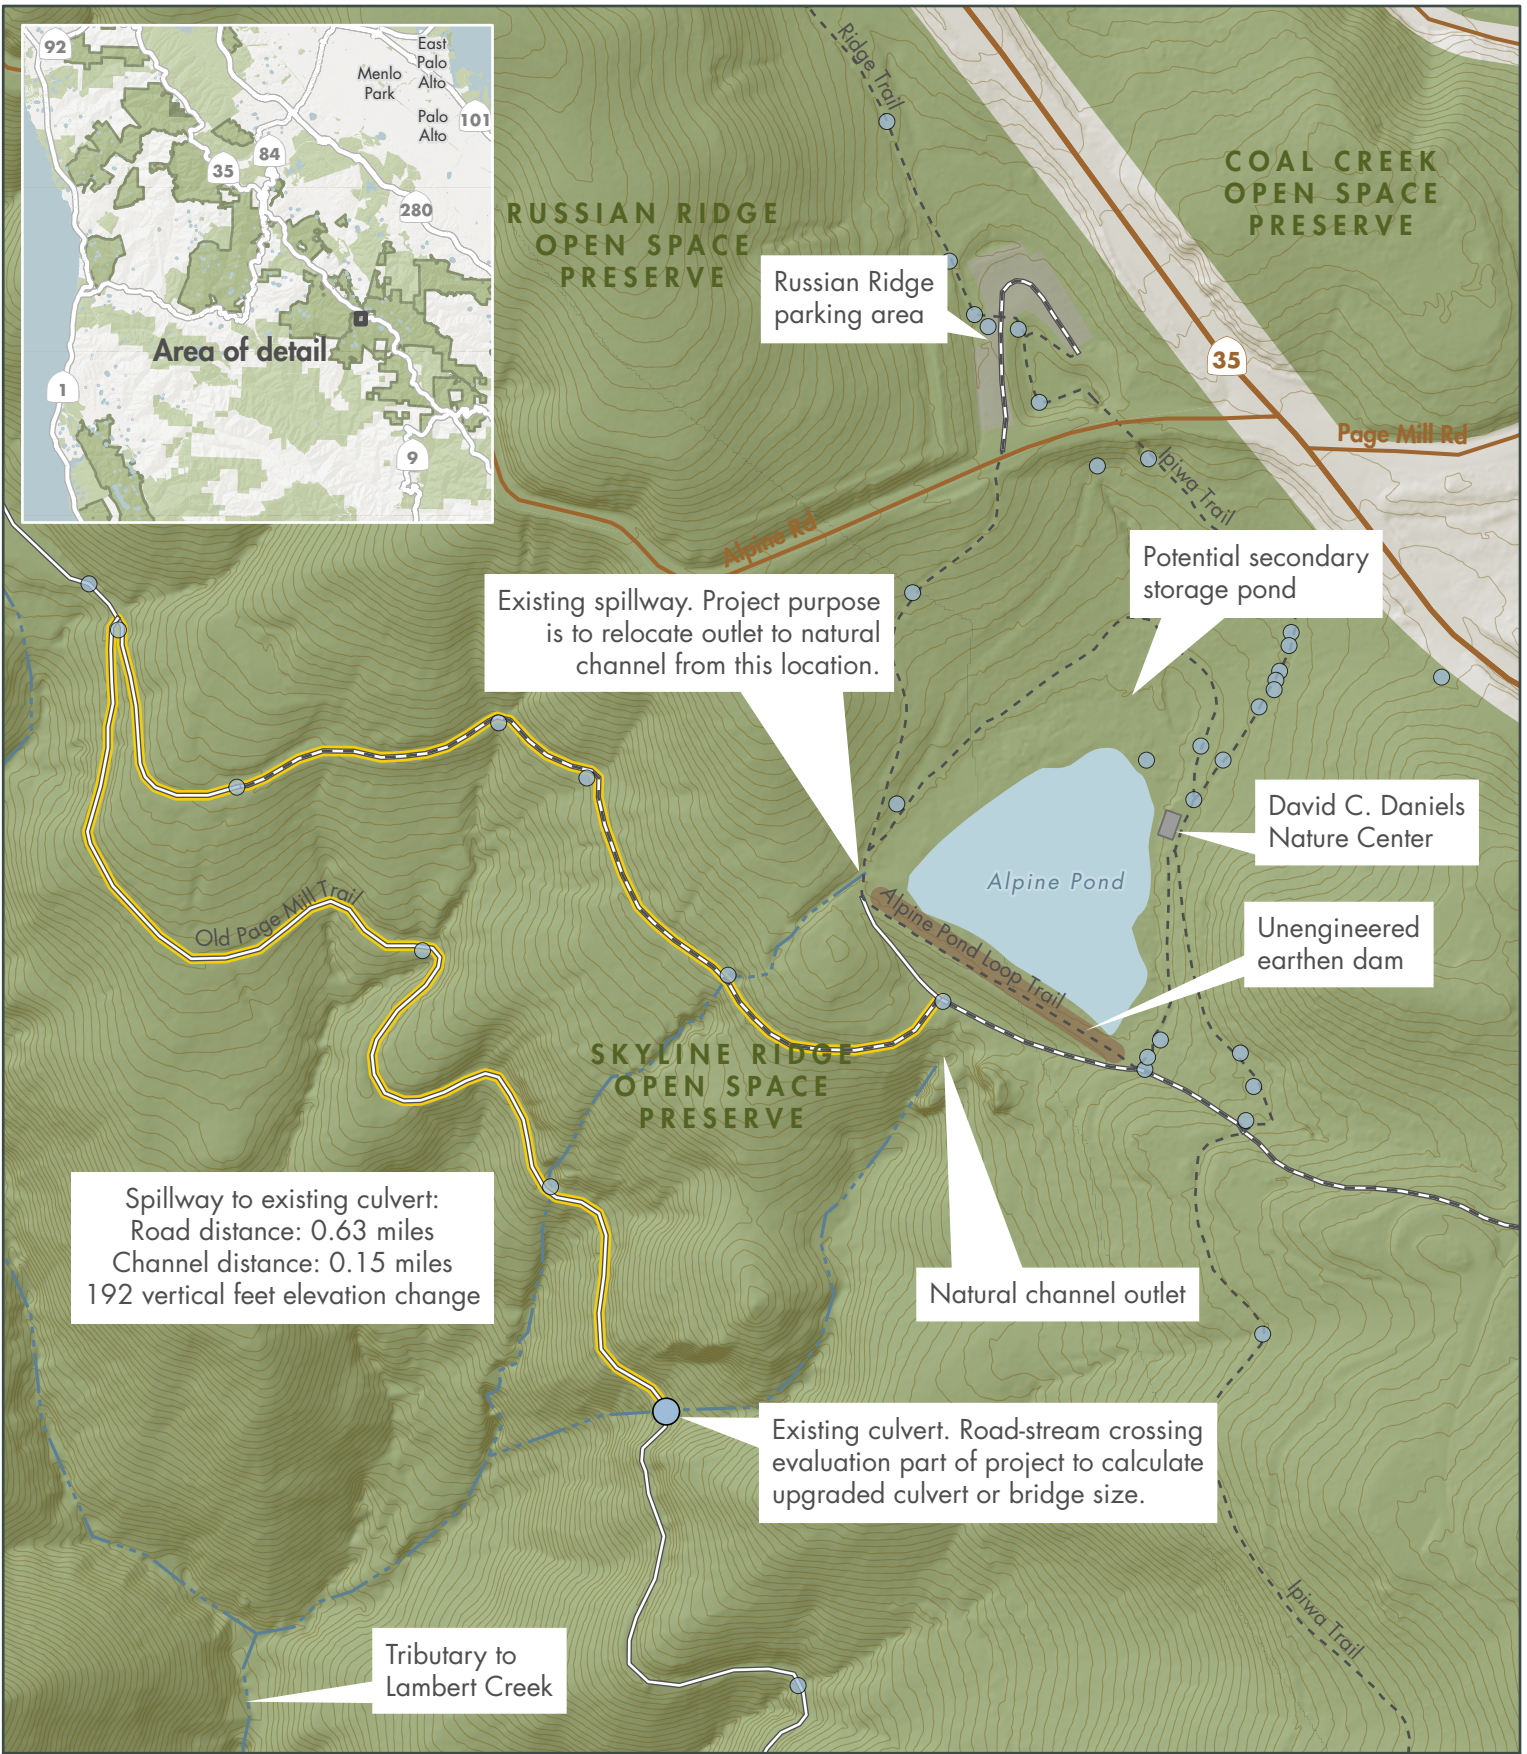 92
East
Palo
Alto
Menlo
Park
101
Palo
Alto
84
35
280
Area of detail
1
9
Ridge Trail
COAL CREEK
OPEN SPACE
PRESERVE
RUSSIAN RIDGE
OPEN SPACE
PRESERVE
Russian Ridge
parking area
35
Page Mill Rd
Ipiwa Trail
Alpine Rd
Potential secondary
storage pond
Existing spillway. Project purpose
is to relocate outlet to natural
channel from this location.
David C. Daniels
Nature Center
Alpine Pond
Old Page Mill Trail
Alpine Pond Loop Trail
Unengineered
earthen dam
SKYLINE RIDGE
OPEN SPACE
PRESERVE
Spillway to existing culvert:
Road distance: 0.63 miles
Channel distance: 0.15 miles
192 vertical feet elevation change
Natural channel outlet
Existing culvert. Road-stream crossing
evaluation part of project to calculate
upgraded culvert or bridge size.
Ipiwa Trail
Tributary to
Lambert Creek